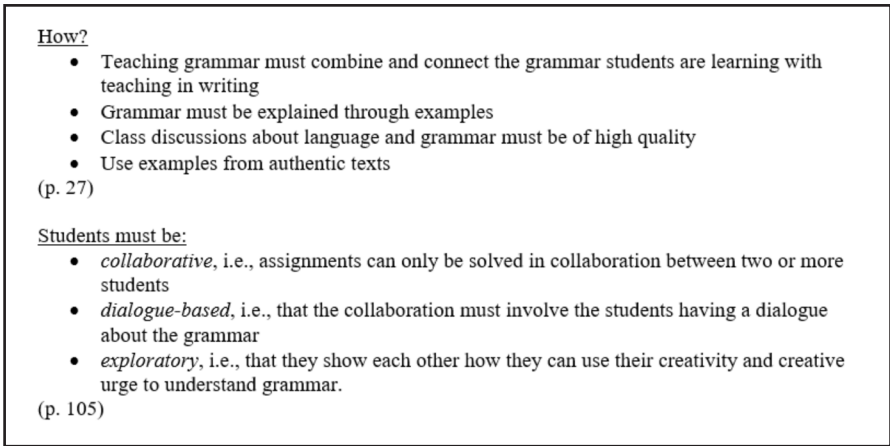 How?
• Teaching grammar must combine and connect the grammar students are learning with
teaching in writing
• Grammar must be explained through examples
• Class discussions about language and grammar must be of high quality
• Use examples from authentic texts
(p. 27)
Students must be:
• collaborative, i.e., assignments can only be solved in collaboration between two or more
students
• dialogue-based, i.e., that the collaboration must involve the students having a dialogue
about the grammar
• exploratory, i.e., that they show each other how they can use their creativity and creative
urge to understand grammar.
(p. 105)